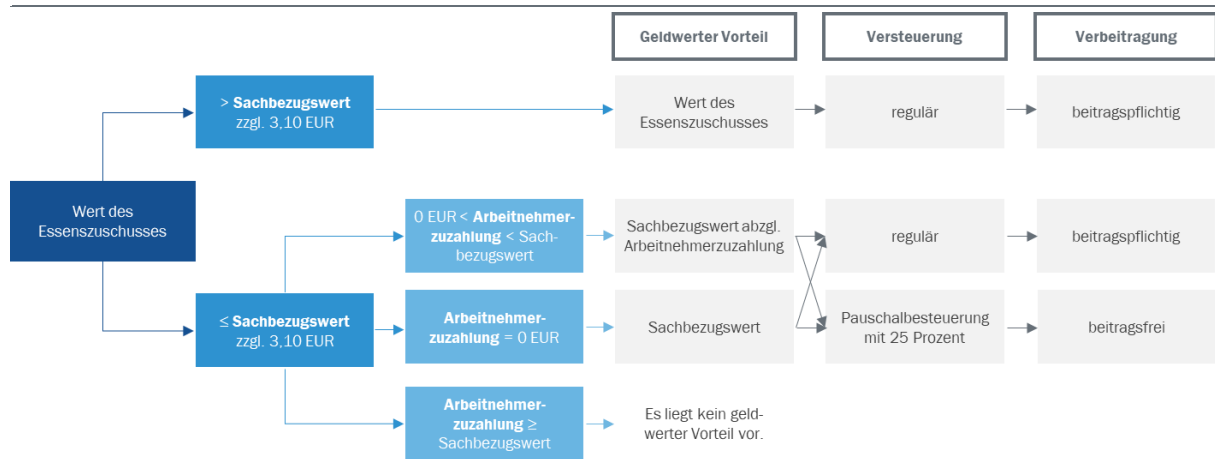 Geldwerter Vorteil
Versteuerung
Verbeitragung
> Sachbezugswert
zzgl. 3,10 EUR
Wert des
Essenszuschusses
regulär
beitragspflichtig
Wert des
Essenszuschusses
0 EUR < Arbeitnehmer-
zuzahlung < Sach-
bezugswert
Sachbezugswert abzgl.
Arbeitnehmerzuzahlung
regulär
beitragspflichtig
≤ Sachbezugswert
zzgl. 3,10 EUR
Arbeitnehmer-
zuzahlung = 0 EUR
Sachbezugswert
Pauschalbesteuerung
mit 25 Prozent
beitragsfrei
Arbeitnehmer-
zuzahlung ≥
Sachbezugswert
Es liegt kein geld-
werter Vorteil vor.